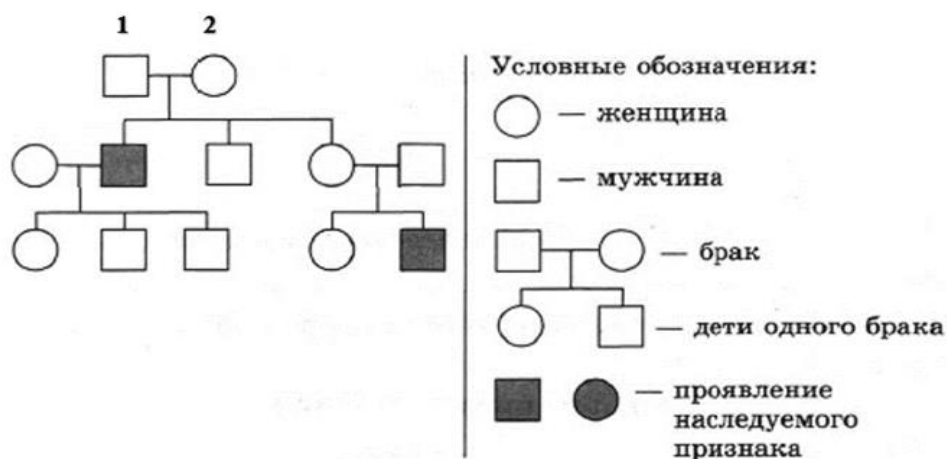 1 2
Условные обозначения:
— женщина
— мужчина
— брак
— дети одного брака
— проявление
наследуемого
признака